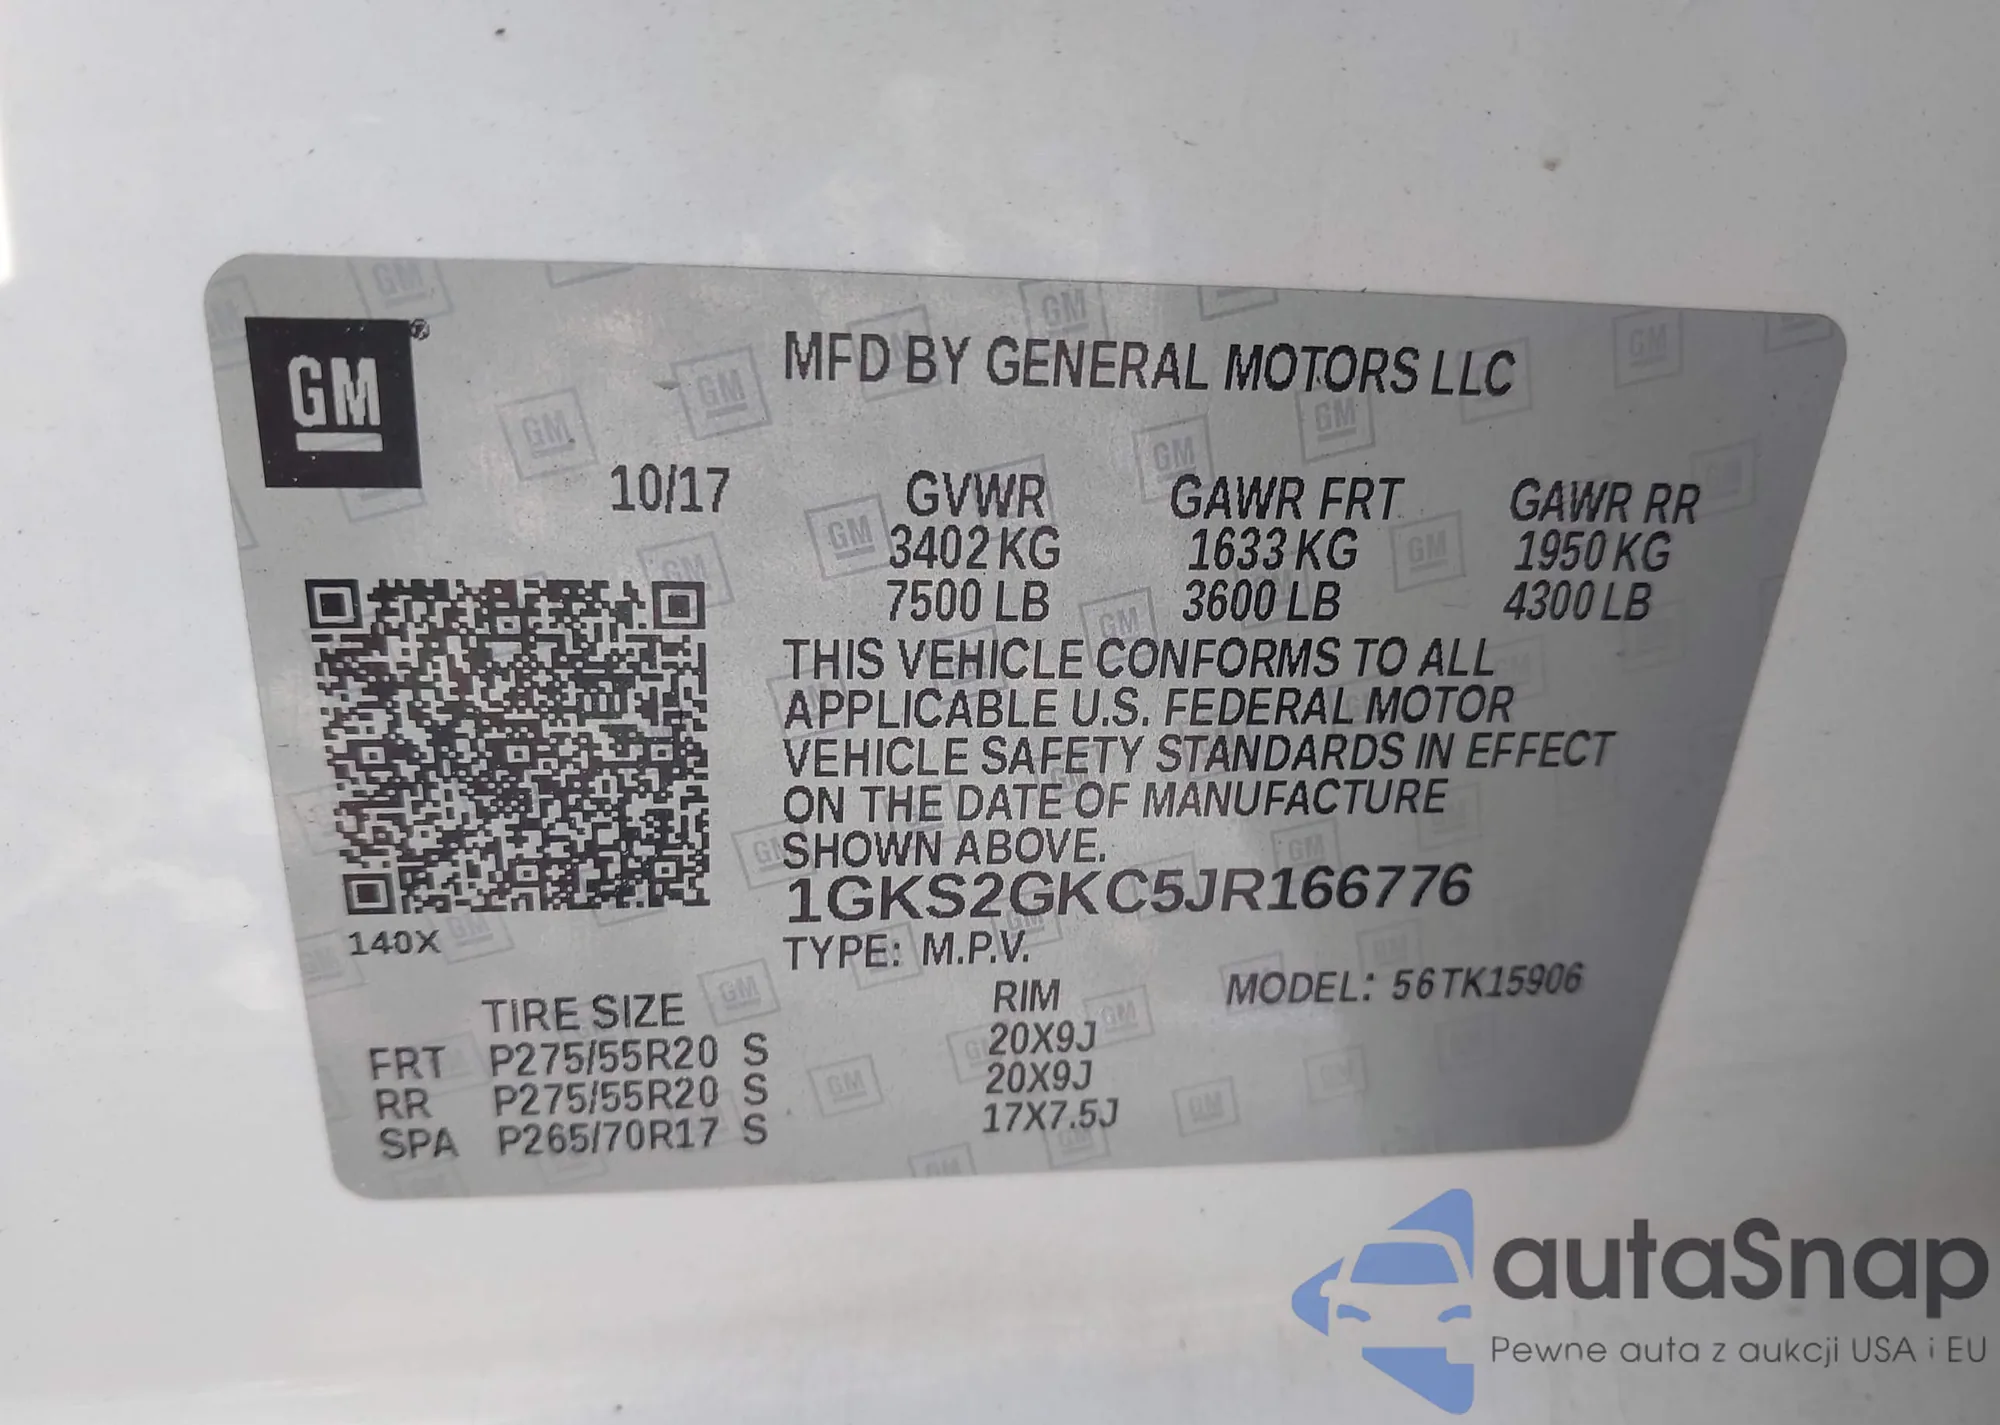 GM
MFD BY GENERAL MOTORS LLC
10/17
GVWR GAWR FRT GAWR RR
3402 KG 1633 KG 1950 KG
7500 LB 3600 LB 4300 LB
THIS VEHICLE CONFORMS TO ALL
APPLICABLE U.S. FEDERAL MOTOR
VEHICLE SAFETY STANDARDS IN EFFECT
ON THE DATE OF MANUFACTURE
SHOWN ABOVE.
1GKS2GKC5JR166776
140X
TYPE: M.P.V.
MODEL: 56TK15906
TIRE SIZE RIM
FRT P275/55R20 S 20X9J
RR P275/55R20 S 20X9J
SPA P265/70R17 S 17X7.5J
autaSnap
Pewne auta z aukcji USA i EU